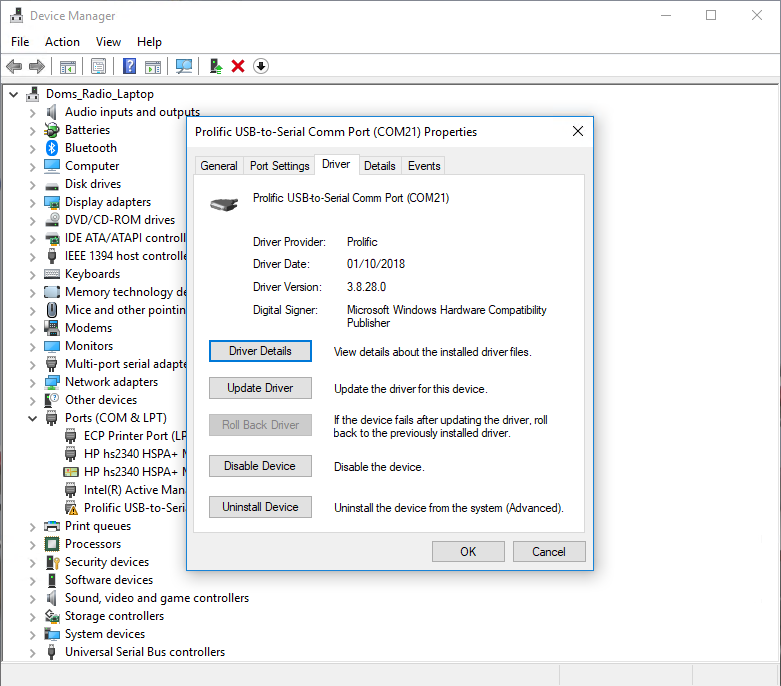 Device Manager
File Action View Help
Doms_Radio_Laptop
Audio inputs and outputs
Batteries
Bluetooth
Computer
Disk drives
Display adapters
DVD/CD-ROM drives
IDE ATA/ATAPI controll
IEEE 1394 host controlle
Keyboards
Memory technology de
Mice and other pointin
Modems
Monitors
Multi-port serial adapte
Network adapters
Other devices
Ports (COM & LPT)
ECP Printer Port (LP
HP hs2340 HSPA+ M
HP hs2340 HSPA+ M
Intel(R) Active Man
Prolific USB-to-Seria
Print queues
Processors
Security devices
Software devices
Sound, video and game controllers
Storage controllers
System devices
Universal Serial Bus controllers
Prolific USB-to-Serial Comm Port (COM21) Properties
General Port Settings Driver Details Events
Prolific USB-to-Serial Comm Port (COM21)
Driver Provider: Prolific
Driver Date: 01/10/2018
Driver Version: 3.8.28.0
Digital Signer: Microsoft Windows Hardware Compatibility
Publisher
Driver Details View details about the installed driver files.
Update Driver Update the driver for this device.
Roll Back Driver If the device fails after updating the driver, roll
back to the previously installed driver.
Disable Device Disable the device.
Uninstall Device Uninstall the device from the system (Advanced).
OK Cancel